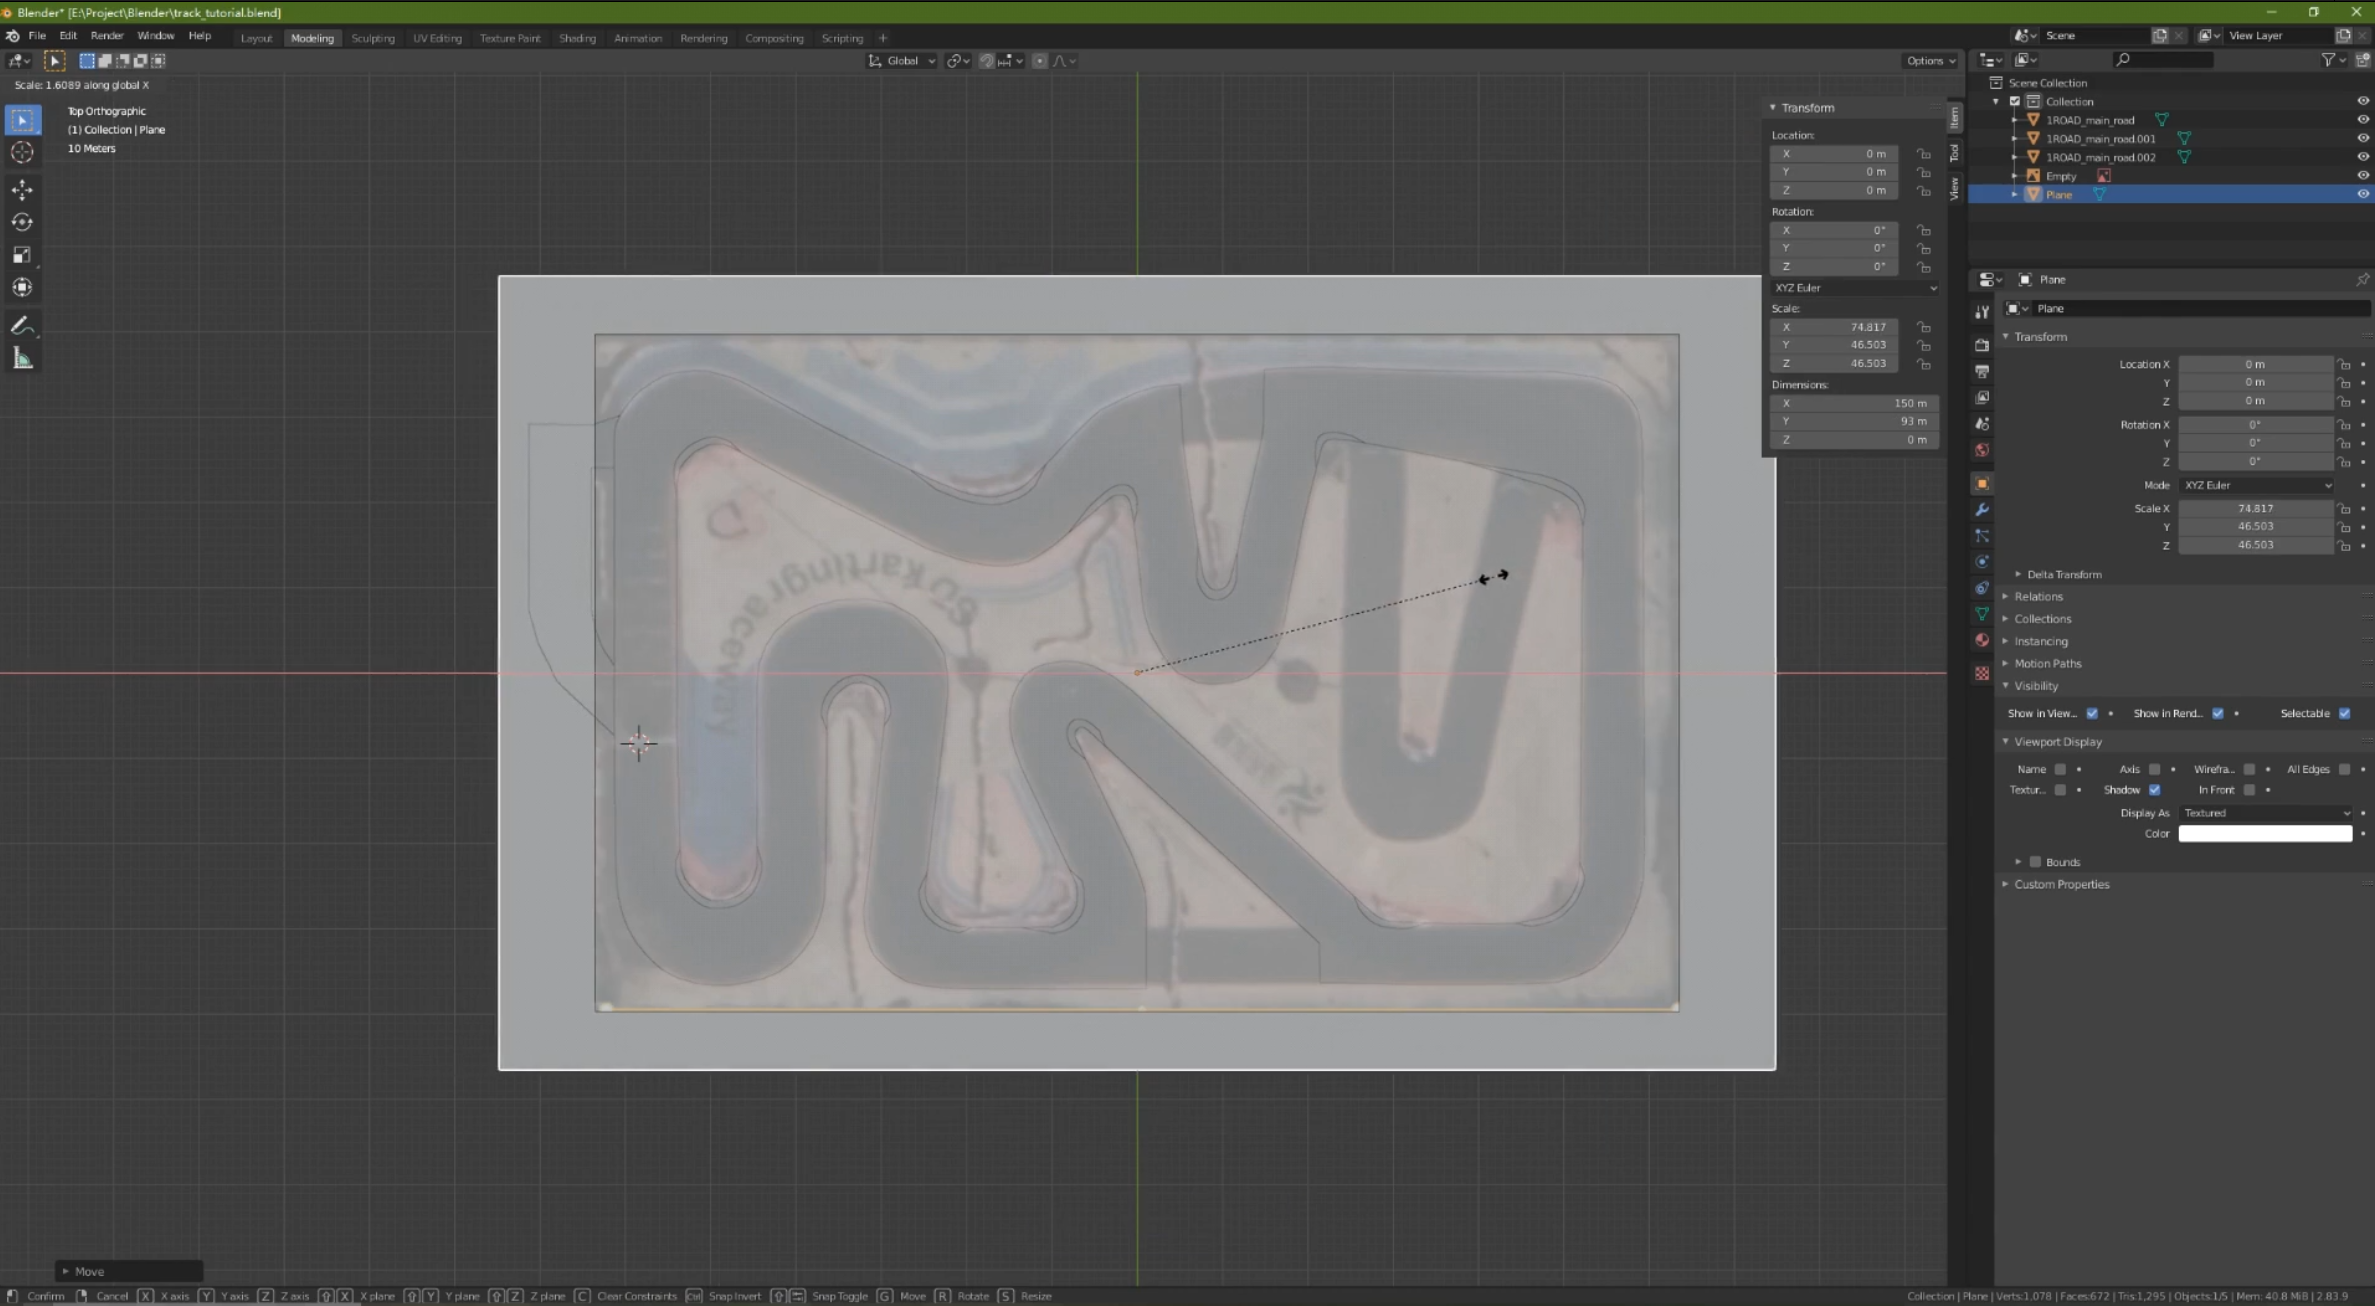 Blender* [E:\Project\Blender\track_tutorial.blend]
File Edit Render Window Help Layout Modeling Sculpting UV Editing Texture Paint Shading Animation Rendering Compositing Scripting + Scene View Layer
Global Options
Scale: 1.6089 along global X
Top Orthographic
(1) Collection | Plane
10 Meters
Transform
Location:
X 0 m
Y 0 m
Z 0 m
Rotation:
X 0°
Y 0°
Z 0°
XYZ Euler
Scale:
X 74.817
Y 46.503
Z 46.503
Dimensions:
X 150 m
Y 93 m
Z 0 m
Item
Tool
View
Scene Collection
Collection
1ROAD_main_road
1ROAD_main_road.001
1ROAD_main_road.002
Empty
Plane
Plane
Plane
Transform
Location X 0 m
Y 0 m
Z 0 m
Rotation X 0°
Y 0°
Z 0°
Mode XYZ Euler
Scale X 74.817
Y 46.503
Z 46.503
Delta Transform
Relations
Collections
Instancing
Motion Paths
Visibility
Show in View... Show in Rend... Selectable
Viewport Display
Name Axis Wirefra... All Edges
Textur... Shadow In Front
Display As Textured
Color
Bounds
Custom Properties
kartingraceway
Move
Confirm Cancel X X axis Y Y axis Z Z axis X X plane Y Y plane Z Z plane C Clear Constraints Ctrl Snap Invert Snap Toggle G Move R Rotate S Resize
Collection | Plane | Verts:1,078 | Faces:672 | Tris:1,295 | Objects:1/5 | Mem: 40.8 MiB | 2.83.9